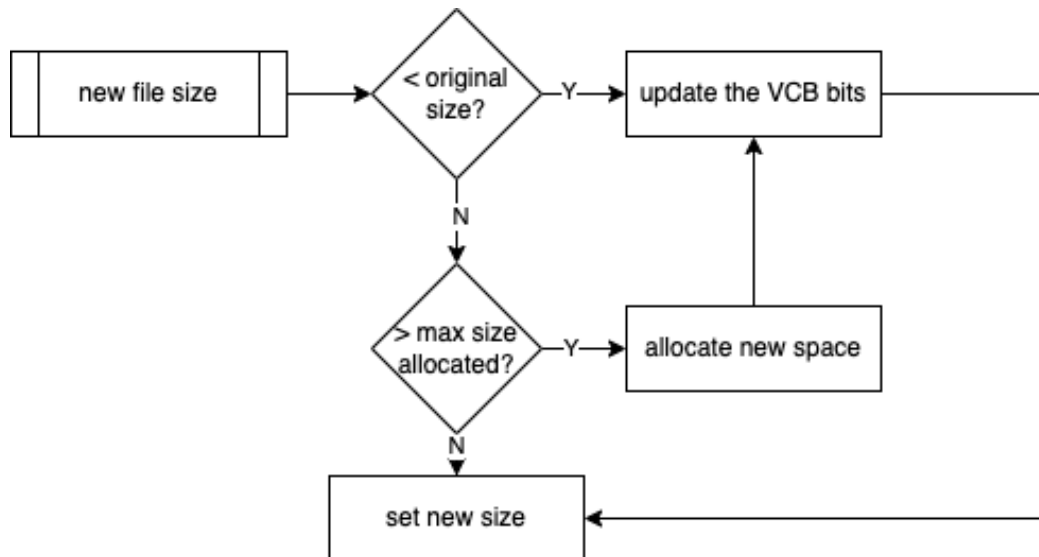 new file size
< original
size?
Y
update the VCB bits
N
> max size
allocated?
Y
allocate new space
N
set new size